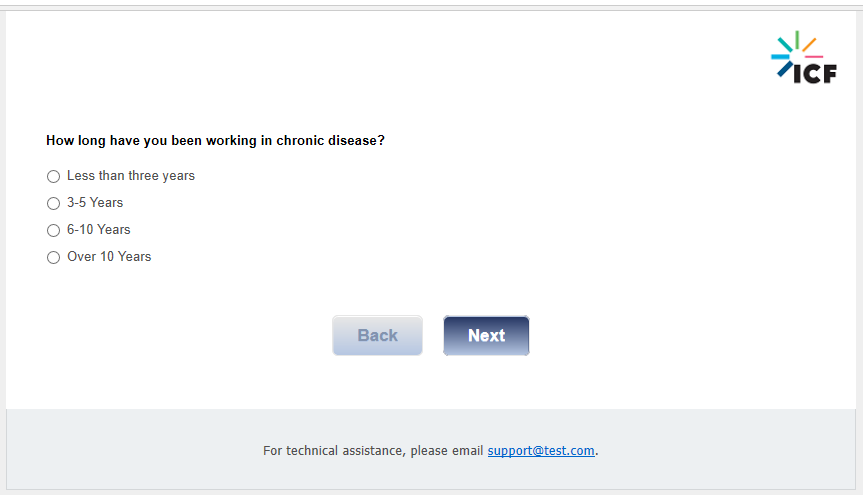 ICF
How long have you been working in chronic disease?
Less than three years
3-5 Years
6-10 Years
Over 10 Years
Back Next
For technical assistance, please email support@test.com.